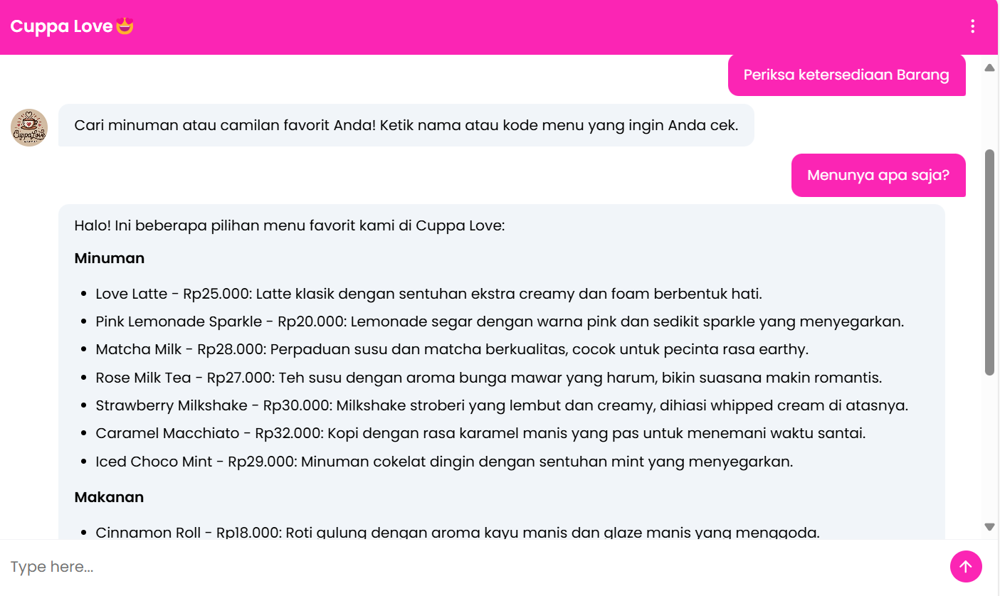 Cuppa Love😍
Periksa ketersediaan Barang
CuppaLove
Cari minuman atau camilan favorit Anda! Ketik nama atau kode menu yang ingin Anda cek.
Menunya apa saja?
Halo! Ini beberapa pilihan menu favorit kami di Cuppa Love:
Minuman
• Love Latte - Rp25.000: Latte klasik dengan sentuhan ekstra creamy dan foam berbentuk hati.
• Pink Lemonade Sparkle - Rp20.000: Lemonade segar dengan warna pink dan sedikit sparkle yang menyegarkan.
• Matcha Milk - Rp28.000: Perpaduan susu dan matcha berkualitas, cocok untuk pecinta rasa earthy.
• Rose Milk Tea - Rp27.000: Teh susu dengan aroma bunga mawar yang harum, bikin suasana makin romantis.
• Strawberry Milkshake - Rp30.000: Milkshake stroberi yang lembut dan creamy, dihiasi whipped cream di atasnya.
• Caramel Macchiato - Rp32.000: Kopi dengan rasa karamel manis yang pas untuk menemani waktu santai.
• Iced Choco Mint - Rp29.000: Minuman cokelat dingin dengan sentuhan mint yang menyegarkan.
Makanan
• Cinnamon Roll - Rp18.000: Roti gulung dengan aroma kayu manis dan glaze manis yang menggoda.
Type here...